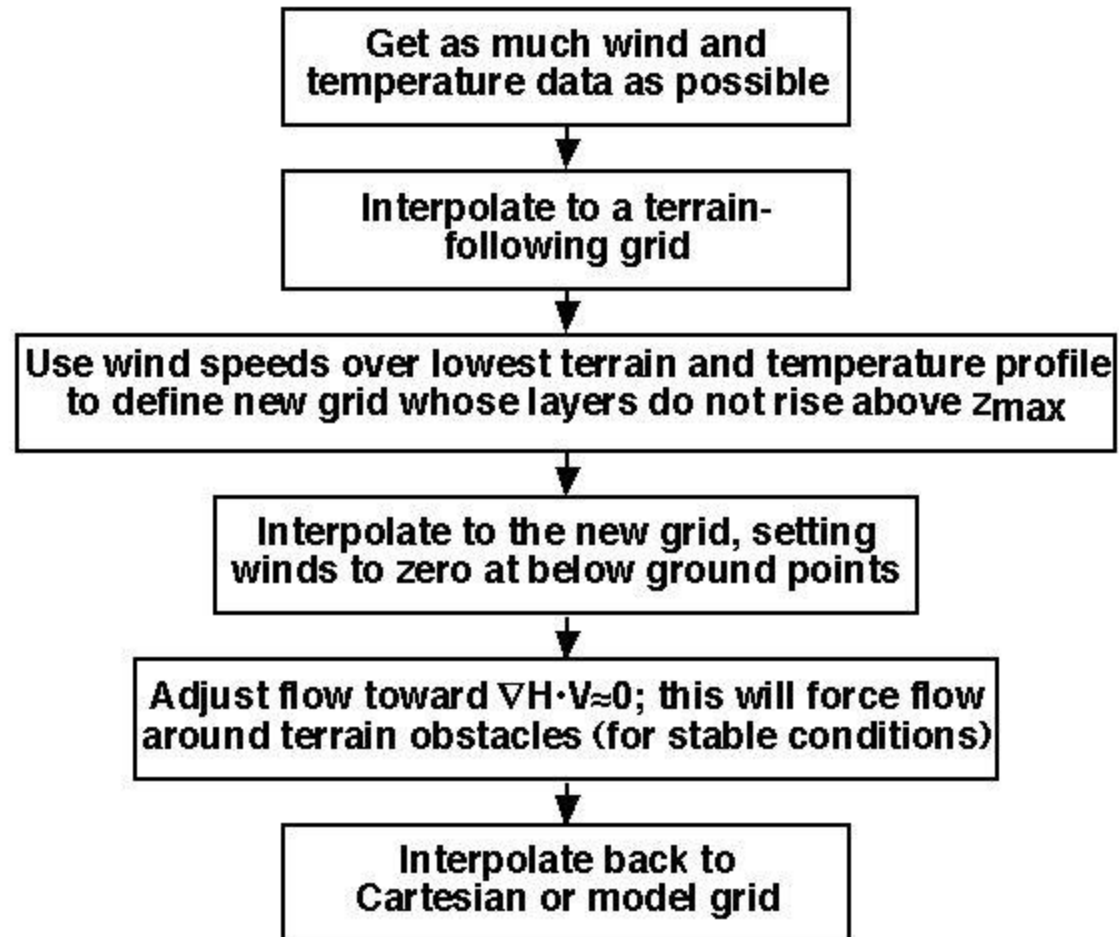 Get as much wind and
temperature data as possible
Interpolate to a terrain-
following grid
Use wind speeds over lowest terrain and temperature profile
to define new grid whose layers do not rise above zmax
Interpolate to the new grid, setting
winds to zero at below ground points
Adjust flow toward ∇H·V≈0; this will force flow
around terrain obstacles (for stable conditions)
Interpolate back to
Cartesian or model grid